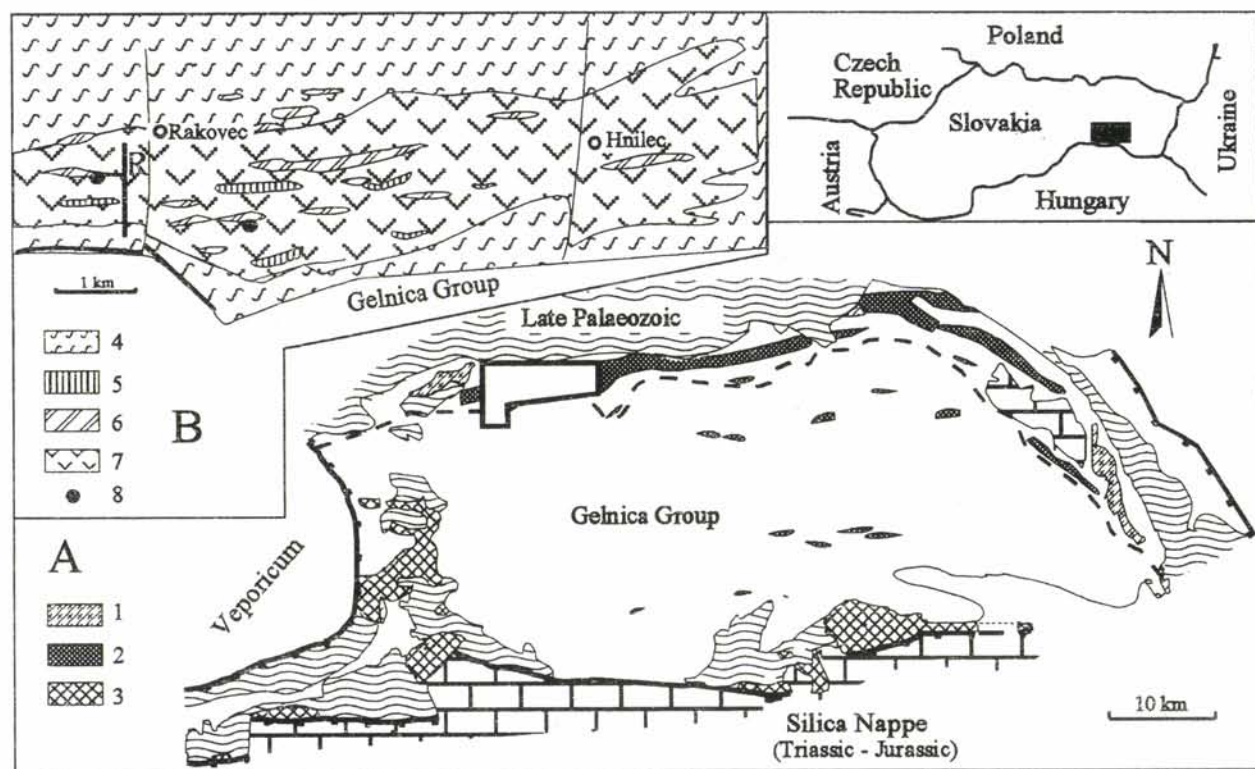 Rakovec
R
Hnilec
1 km
Gelnica Group
4
5
6
7
8
B
Poland
Czech
Republic
Slovakia
Ukraine
Austria
Hungary
N
Late Palaeozoic
Gelnica Group
Veporicum
A
1
2
3
10 km
Silica Nappe
(Triassic - Jurassic)